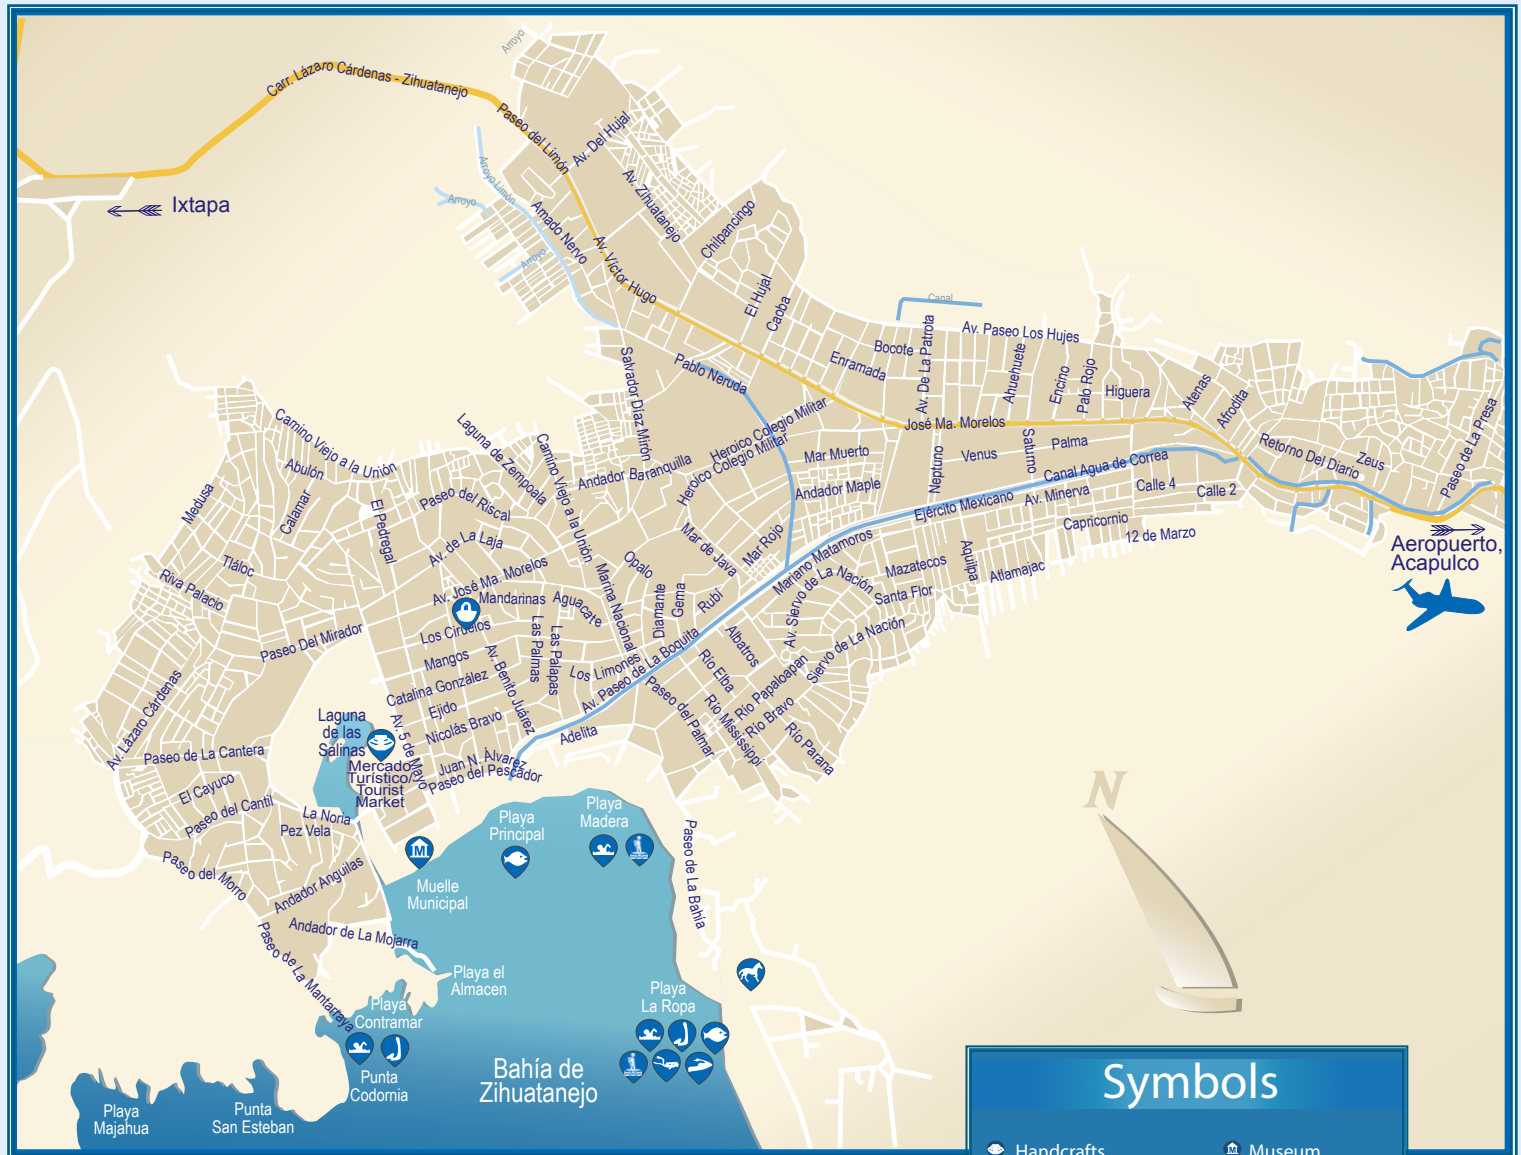 Arroyo
Carr. Lázaro Cárdenas - Zihuatanejo
Paseo del Limón
Av. Del Hujal
Arroyo Limón
Arroyo
Ixtapa
Av. Zihuatanejo
Amado Nervo
Chilpancingo
Arroyo
Av. Víctor Hugo
El Hujal
Caoba
Canal
Av. Paseo Los Hujes
Bocote
Av. De La Patrota
Enramada
Pablo Neruda
Salvador Díaz Mirón
Ahuehuete
Encino
Palo Rojo
Higuera
Atenas
Afrodita
Camino Viejo a la Unión
Laguna de Zempoala
Camino Viejo a la Unión
Heroico Colegio Militar
Heroico Colegio Militar
José Ma. Morelos
Mar Muerto
Neptuno
Venus
Saturno
Palma
Canal Agua de Correa
Retorno Del Diario
Zeus
Paseo de La Presa
Abulón
Medusa
Calamar
El Pedregal
Paseo del Riscal
Andador Baranquilla
Andador Maple
Ejército Mexicano
Av. Minerva
Calle 4
Calle 2
Capricornio
12 de Marzo
Aeropuerto,
Acapulco
Av. de La Laja
Mar de Java
Mar Rojo
Mariano Matamoros
Tláloc
Riva Palacio
Av. José Ma. Morelos
Mandarinas
Aguacate
Opalo
Marina Nacional
Diamante
Gema
Rubí
Av. Siervo de La Nación
Mazatecos
Aquilpa
Atlamajac
Santa Flor
Siervo de La Nación
Paseo Del Mirador
Los Ciruelos
Mangos
Las Palmas
Las Palapas
Los Limones
Av. Paseo de La Boquita
Albatros
Río Elba
Río Papaloapan
Río Mississippi
Río Bravo
Río Parana
Paseo del Palmar
Catalina González
Av. Benito Juárez
Ejido
Av. 5 de Mayo
Nicolás Bravo
Adelita
Av. Lázaro Cárdenas
Laguna
de las
Salinas
Mercado
Turístico/
Tourist
Market
Juan N. Álvarez
Paseo del Pescador
Paseo de La Cantera
El Cayuco
Paseo del Cantil
La Noria
Pez Vela
Paseo del Morro
Andador Anguilas
Andador de La Mojarra
Paseo de La Mantarraya
Playa
Principal
Playa
Madera
Paseo de La Bahía
M
Muelle
Municipal
Playa el
Almacen
Playa
Contramar
Playa
La Ropa
Punta
Codornia
Bahía de
Zihuatanejo
Playa
Majahua
Punta
San Esteban
N
Symbols
Handcrafts
M Museum